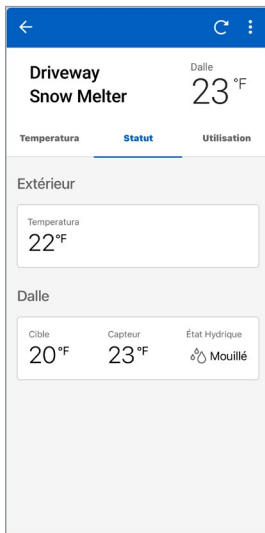 Driveway
Snow Melter
Dalle
23 °F
Temperatura
Statut
Utilisation
Extérieur
Temperatura
22°F
Dalle
Cible
Capteur
État Hydrique
20 °F
23 °F
Mouillé